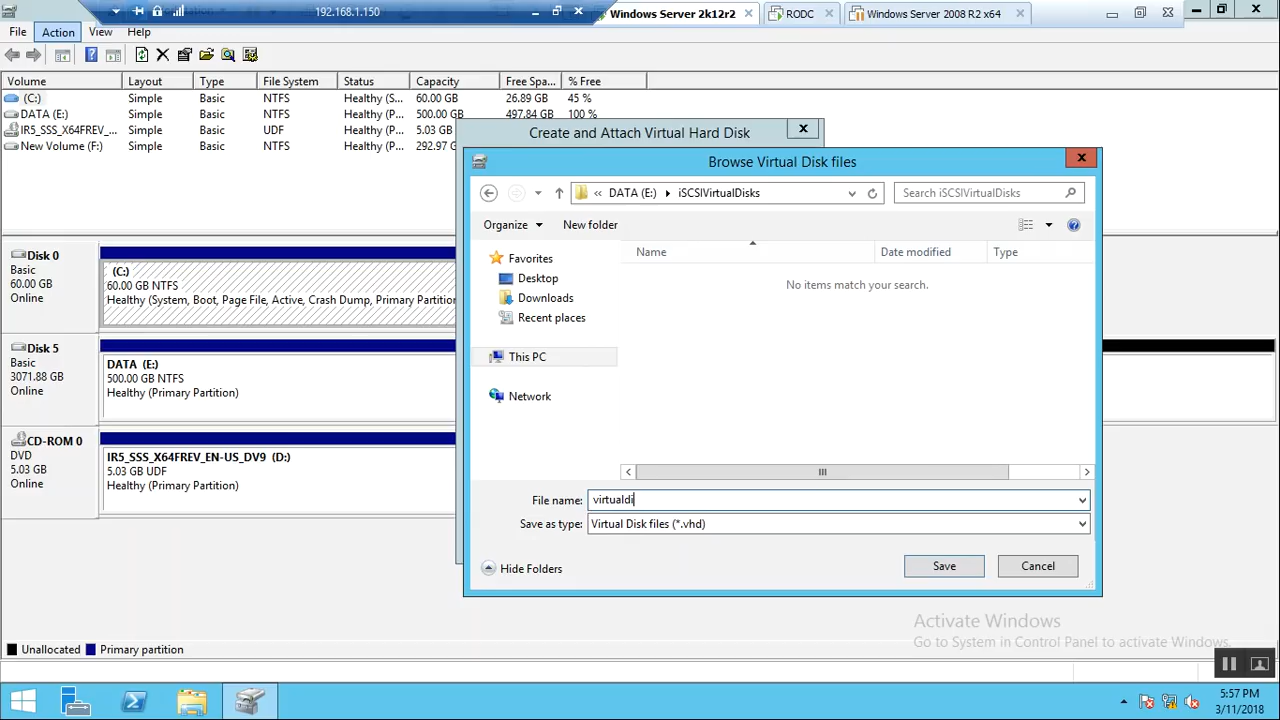 192.168.1.150
Windows Server 2k12r2
RODC
Windows Server 2008 R2 x64
File Action View Help
Volume Layout Type File System Status Capacity Free Spa... % Free
(C:) Simple Basic NTFS Healthy (S... 60.00 GB 26.89 GB 45 %
DATA (E:) Simple Basic NTFS Healthy (P... 500.00 GB 497.84 GB 100 %
IR5_SSS_X64FREV_... Simple Basic UDF Healthy (P... 5.03 GB
New Volume (F:) Simple Basic NTFS Healthy (P... 292.97 G
Create and Attach Virtual Hard Disk
Browse Virtual Disk files
« DATA (E:) iSCSIVirtualDisks
Search iSCSIVirtualDisks
Organize New folder
Favorites
Desktop
Downloads
Recent places
This PC
Network
Name Date modified Type
No items match your search.
File name: virtualdi
Save as type: Virtual Disk files (*.vhd)
Hide Folders
Save Cancel
Disk 0
Basic
60.00 GB
Online
(C:)
60.00 GB NTFS
Healthy (System, Boot, Page File, Active, Crash Dump, Primary Partition
Disk 5
Basic
3071.88 GB
Online
DATA (E:)
500.00 GB NTFS
Healthy (Primary Partition)
CD-ROM 0
DVD
5.03 GB
Online
IR5_SSS_X64FREV_EN-US_DV9 (D:)
5.03 GB UDF
Healthy (Primary Partition)
Activate Windows
Go to System in Control Panel to activate Windows.
Unallocated Primary partition
5:57 PM
3/11/2018